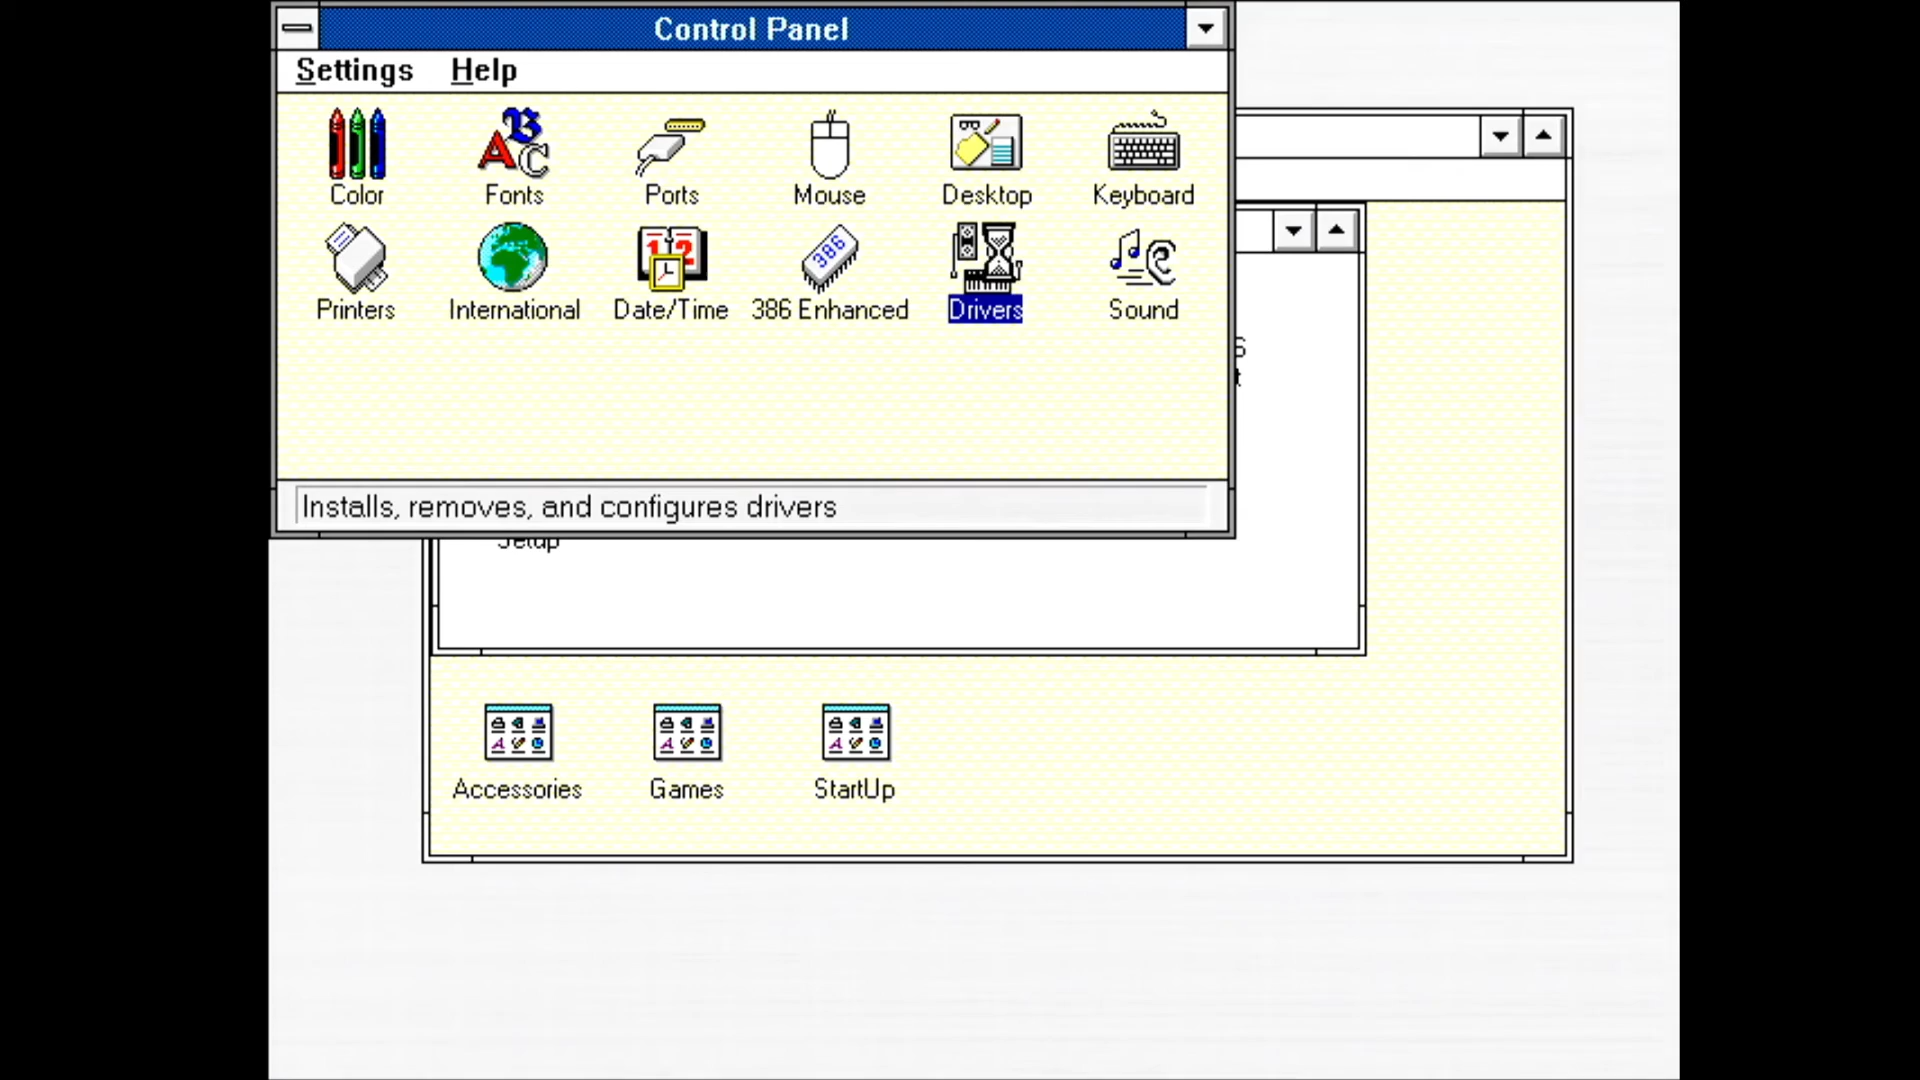 Control Panel
Settings Help
Color Fonts Ports Mouse Desktop Keyboard
Printers International Date/Time 386 Enhanced Drivers Sound
Installs, removes, and configures drivers
Setup
Accessories Games StartUp